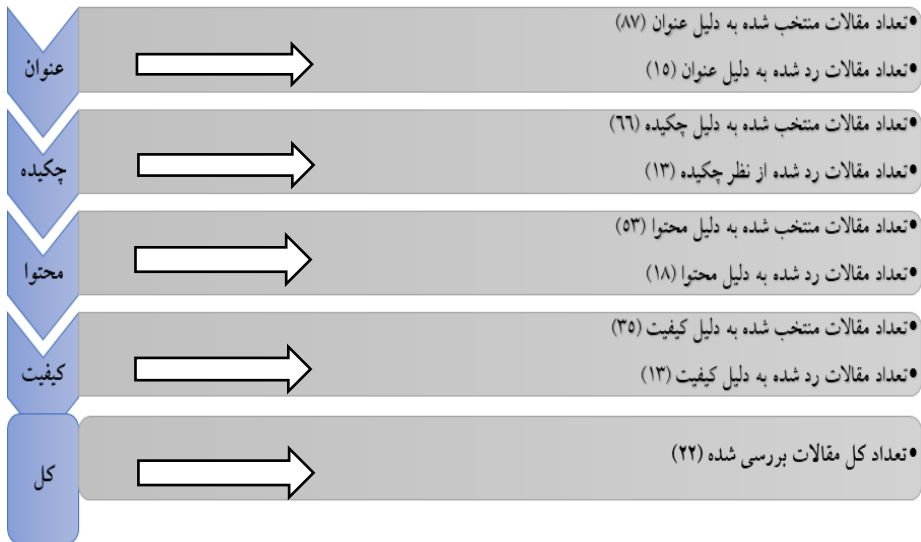 عنوان
•تعداد مقالات منتخب شده به دلیل عنوان (۸۷)
•تعداد مقالات رد شده به دلیل عنوان (۱۵)
چکیده
•تعداد مقالات منتخب شده به دلیل چکیده (۶۶)
•تعداد مقالات رد شده از نظر چکیده (۱۳)
محتوا
•تعداد مقالات منتخب شده به دلیل محتوا (۵۳)
•تعداد مقالات رد شده به دلیل محتوا (۱۸)
کیفیت
•تعداد مقالات منتخب شده به دلیل کیفیت (۳۵)
•تعداد مقالات رد شده به دلیل کیفیت (۱۳)
کل
•تعداد کل مقالات بررسی شده (۲۲)